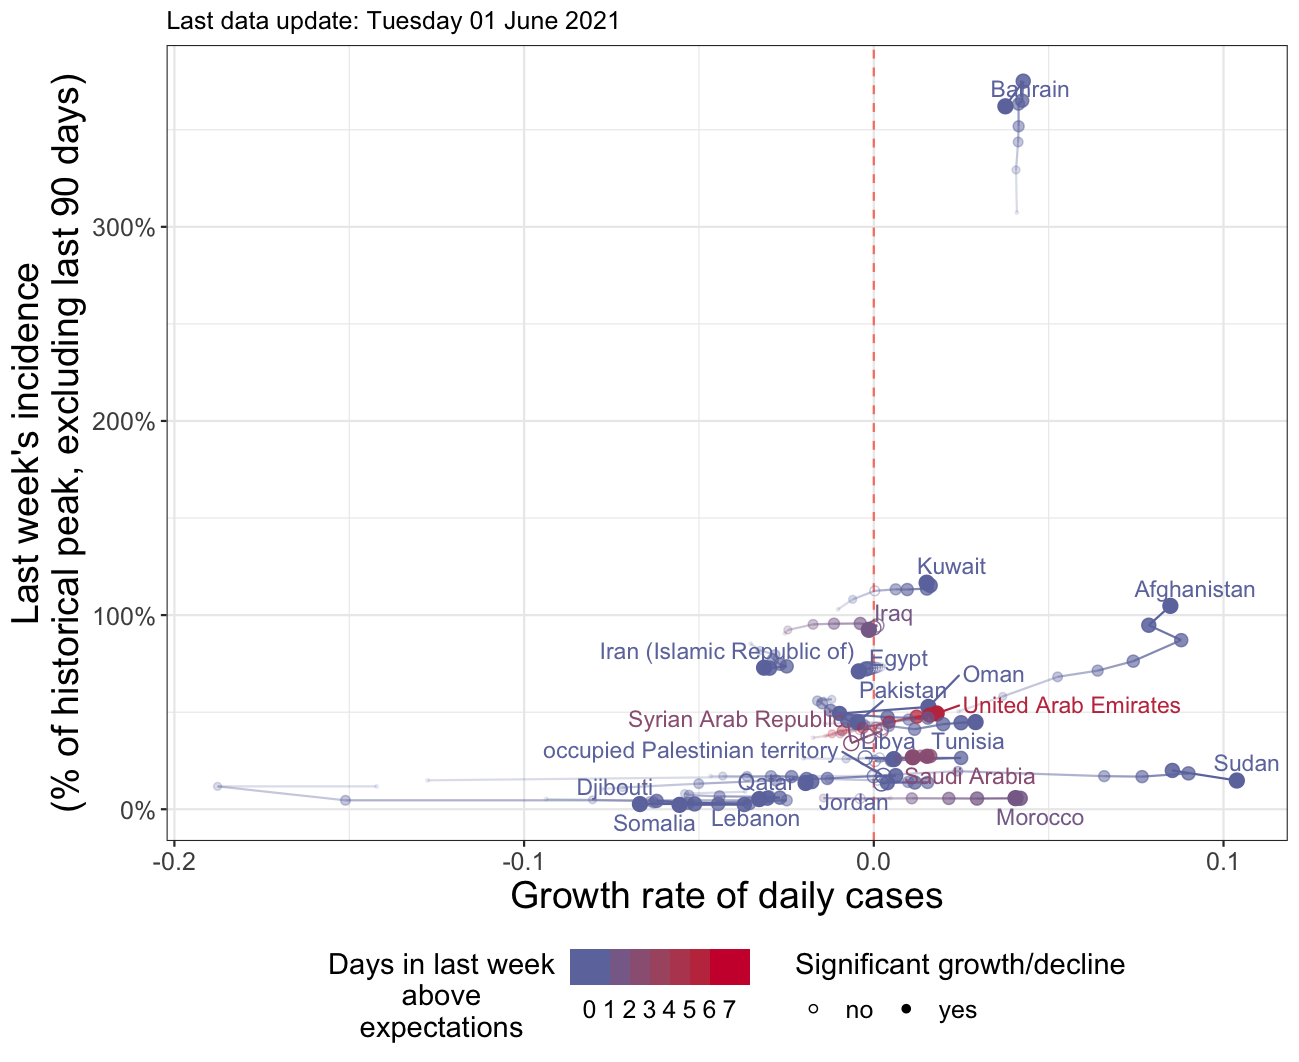 Last data update: Tuesday 01 June 2021
Last week's incidence
(% of historical peak, excluding last 90 days)
300%
200%
100%
0%
Bahrain
Kuwait
Afghanistan
Iraq
Iran (Islamic Republic of)
Egypt
Oman
Pakistan
United Arab Emirates
Syrian Arab Republic
Libya
Tunisia
occupied Palestinian territory
Sudan
Saudi Arabia
Qatar
Djibouti
Jordan
Morocco
Somalia
Lebanon
-0.2
-0.1
0.0
0.1
Growth rate of daily cases
Days in last week
above
expectations
0 1 2 3 4 5 6 7
Significant growth/decline
no
yes